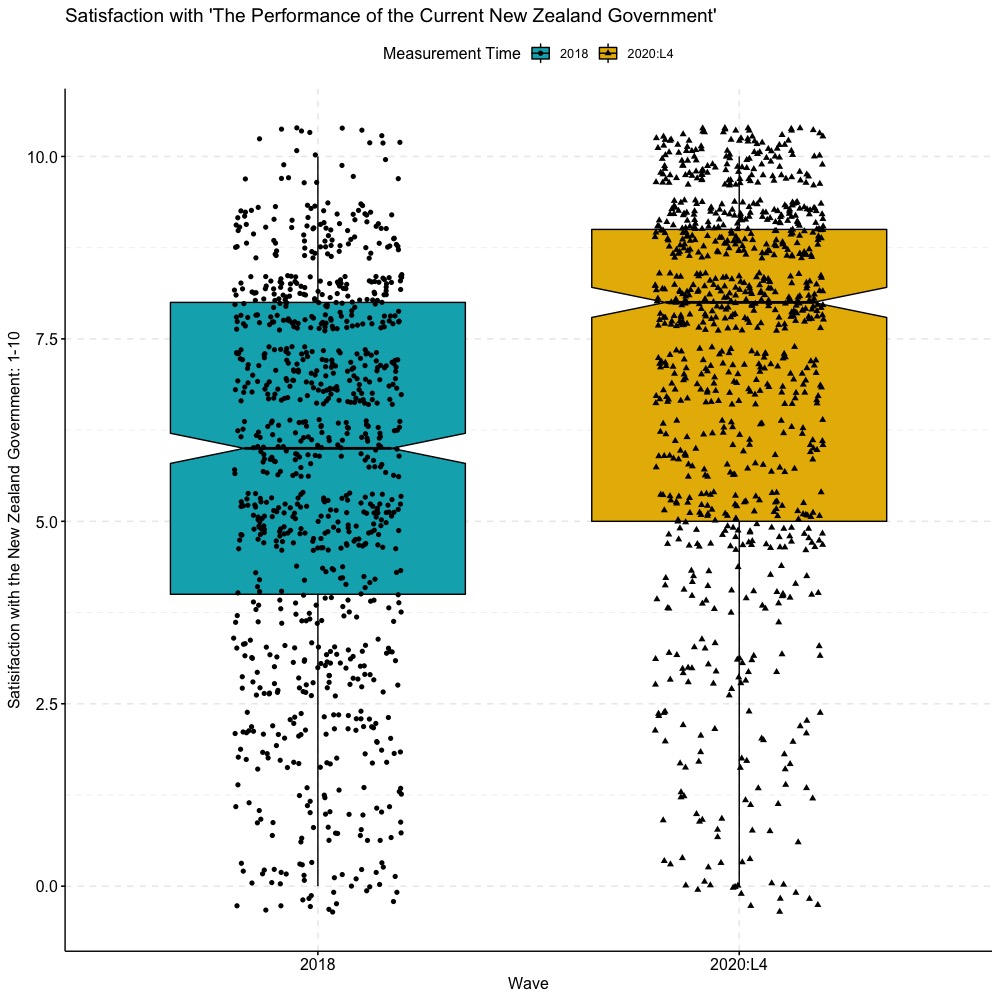 Satisfaction with 'The Performance of the Current New Zealand Government'
Measurement Time 2018 2020:L4
Satisifaction with the New Zealand Government: 1-10
10.0
7.5
5.0
2.5
0.0
2018 2020:L4
Wave